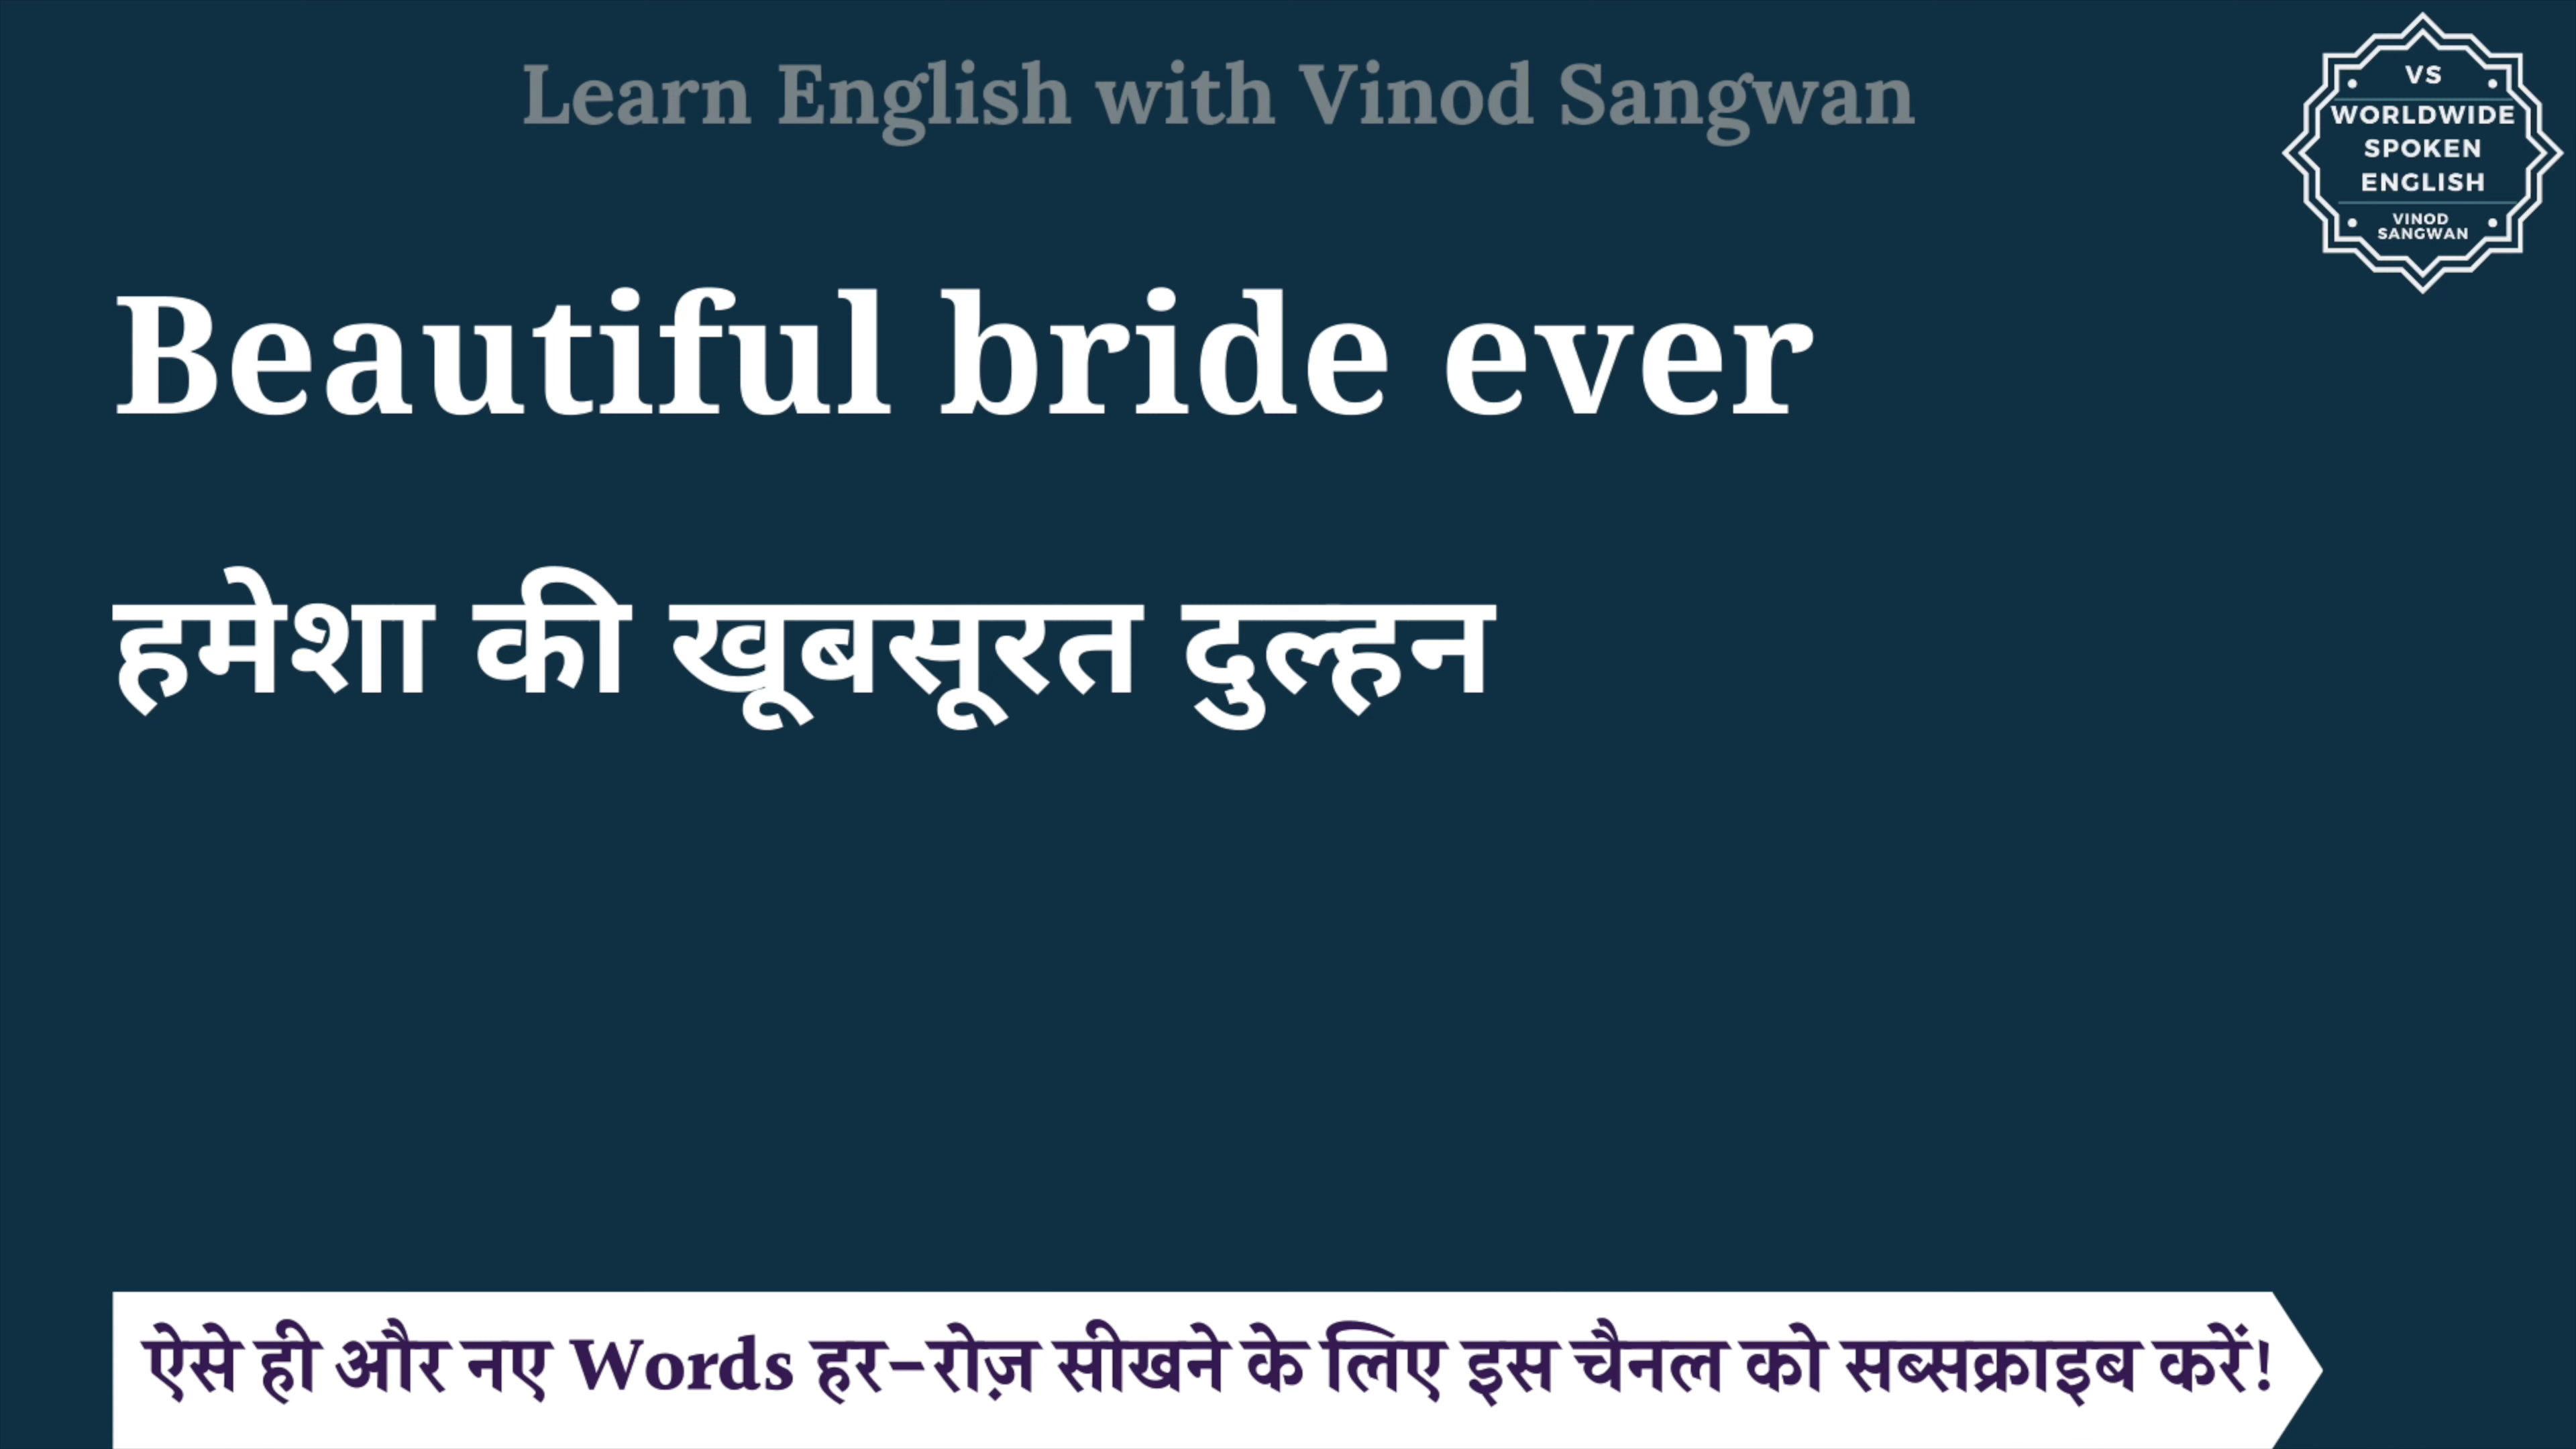 Learn English with Vinod Sangwan
VS
WORLDWIDE
SPOKEN
ENGLISH
VINOD
SANGWAN
Beautiful bride ever
हमेशा की खूबसूरत दुल्हन
ऐसे ही और नए Words हर-रोज़ सीखने के लिए इस चैनल को सब्सक्राइब करें!